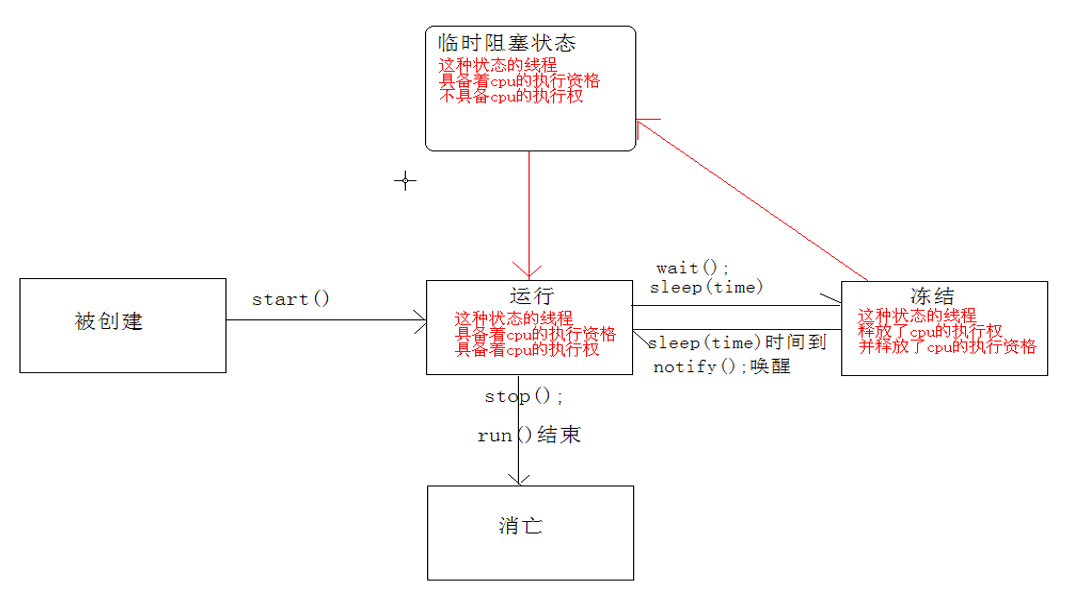 临时阻塞状态
这种状态的线程
具备着cpu的执行资格
不具备cpu的执行权
被创建
start()
运行
这种状态的线程
具备着cpu的执行资格
具备着cpu的执行权
wait();
sleep(time)
sleep(time)时间到
notify();唤醒
冻结
这种状态的线程
释放了cpu的执行权
并释放了cpu的执行资格
stop();
run()结束
消亡